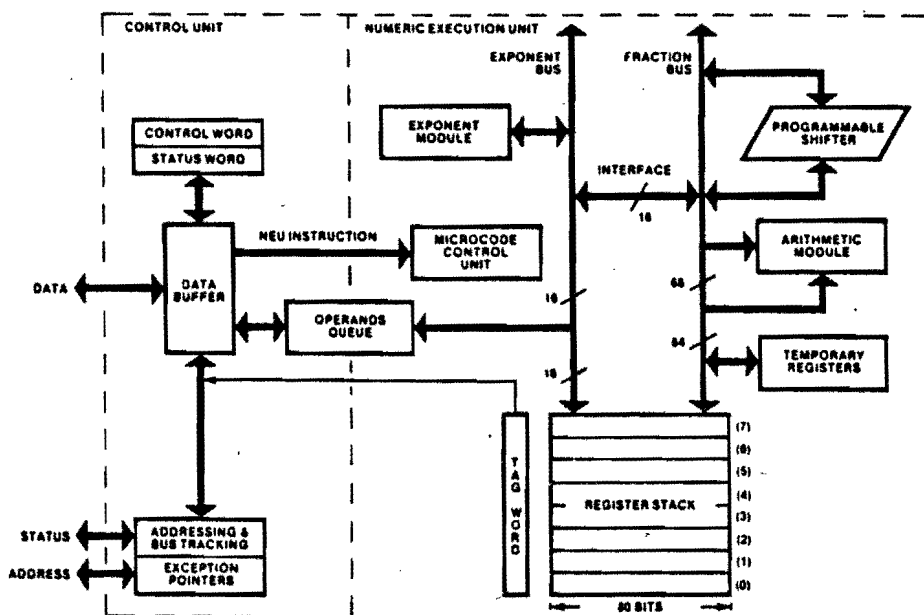 CONTROL UNIT
NUMERIC EXECUTION UNIT
EXPONENT
BUS
FRACTION
BUS
CONTROL WORD
STATUS WORD
EXPONENT
MODULE
PROGRAMMABLE
SHIFTER
INTERFACE
16
NEU INSTRUCTION
MICROCODE
CONTROL
UNIT
ARITHMETIC
MODULE
DATA
DATA
BUFFER
OPERANDS
QUEUE
16
68
64
16
TEMPORARY
REGISTERS
TAG WORD
REGISTER STACK
(7)
(6)
(5)
(4)
(3)
(2)
(1)
(0)
STATUS
ADDRESS
ADDRESSING &
BUS TRACKING
EXCEPTION
POINTERS
80 BITS